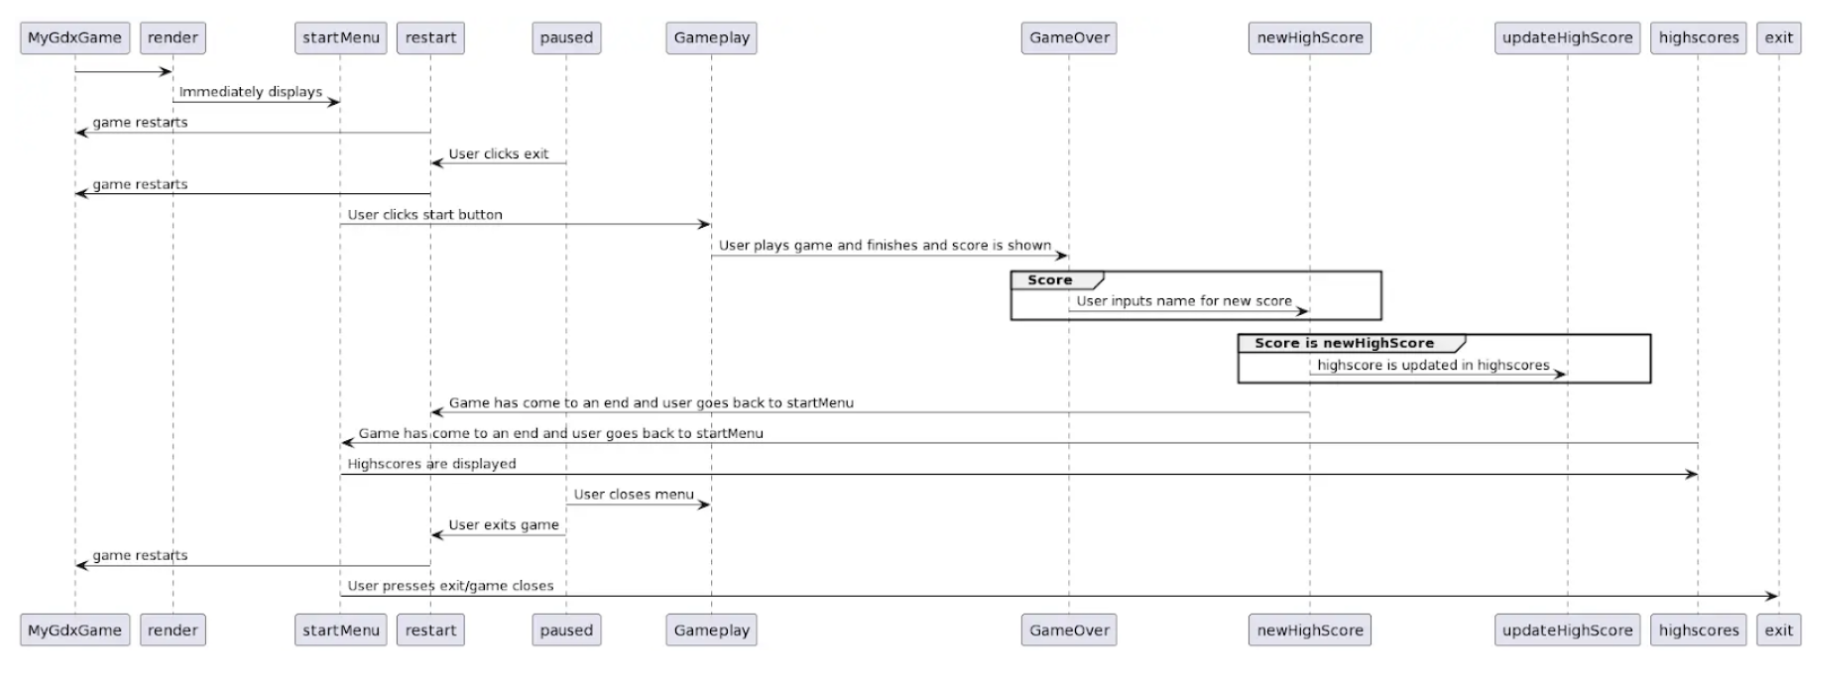 MyGdxGame render startMenu restart paused Gameplay GameOver newHighScore updateHighScore highscores exit
Immediately displays
game restarts
User clicks exit
game restarts
User clicks start button
User plays game and finishes and score is shown
Score
User inputs name for new score
Score is newHighScore
highscore is updated in highscores
Game has come to an end and user goes back to startMenu
Game has come to an end and user goes back to startMenu
Highscores are displayed
User closes menu
User exits game
game restarts
User presses exit/game closes
MyGdxGame render startMenu restart paused Gameplay GameOver newHighScore updateHighScore highscores exit